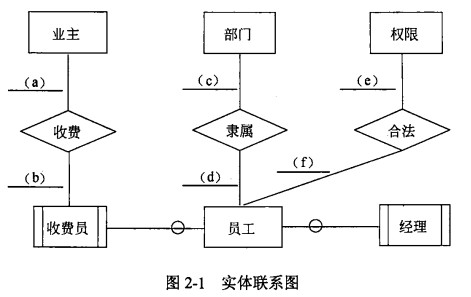 业主 部门 权限
(a) (c) (e)
收费 隶属 合法
(b) (d) (f)
收费员 员工 经理
图 2-1 实体联系图